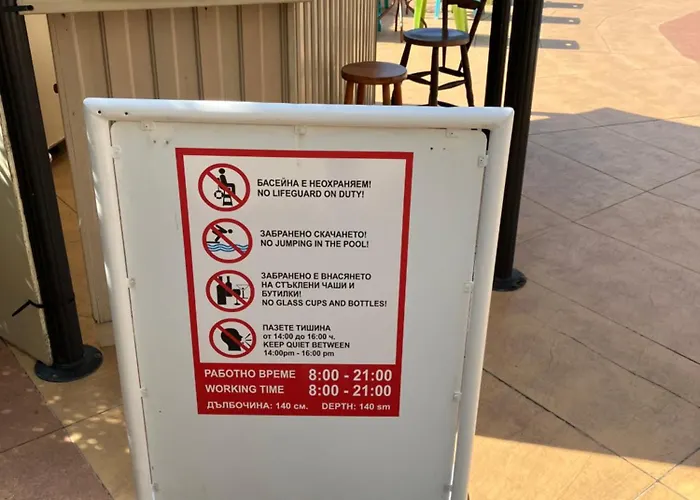 БАСЕЙНА Е НЕОХРАНЯЕМ!
NO LIFEGUARD ON DUTY!
ЗАБРАНЕНО СКАЧАНЕТО!
NO JUMPING IN THE POOL!
ЗАБРАНЕНО Е ВНАСЯНЕТО
НА СТЪКЛЕНИ ЧАШИ И
БУТИЛКИ!
NO GLASS CUPS AND BOTTLES!
ПАЗЕТЕ ТИШИНА
от 14:00 до 16:00 ч.
KEEP QUIET BETWEEN
14:00pm - 16:00 pm
РАБОТНО ВРЕМЕ 8:00 - 21:00
WORKING TIME 8:00 - 21:00
ДЪЛБОЧИНА: 140 см. DEPTH: 140 sm